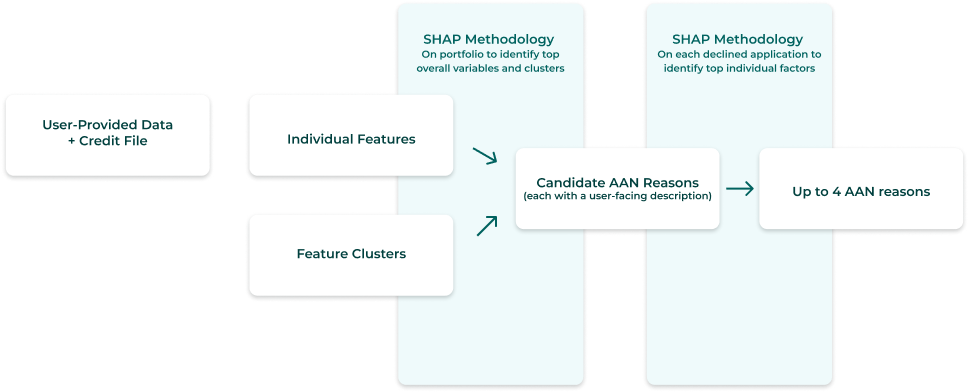 SHAP Methodology
On portfolio to identify top
overall variables and clusters
SHAP Methodology
On each declined application to
identify top individual factors
User-Provided Data
+ Credit File
Individual Features
Feature Clusters
Candidate AAN Reasons
(each with a user-facing description)
Up to 4 AAN reasons